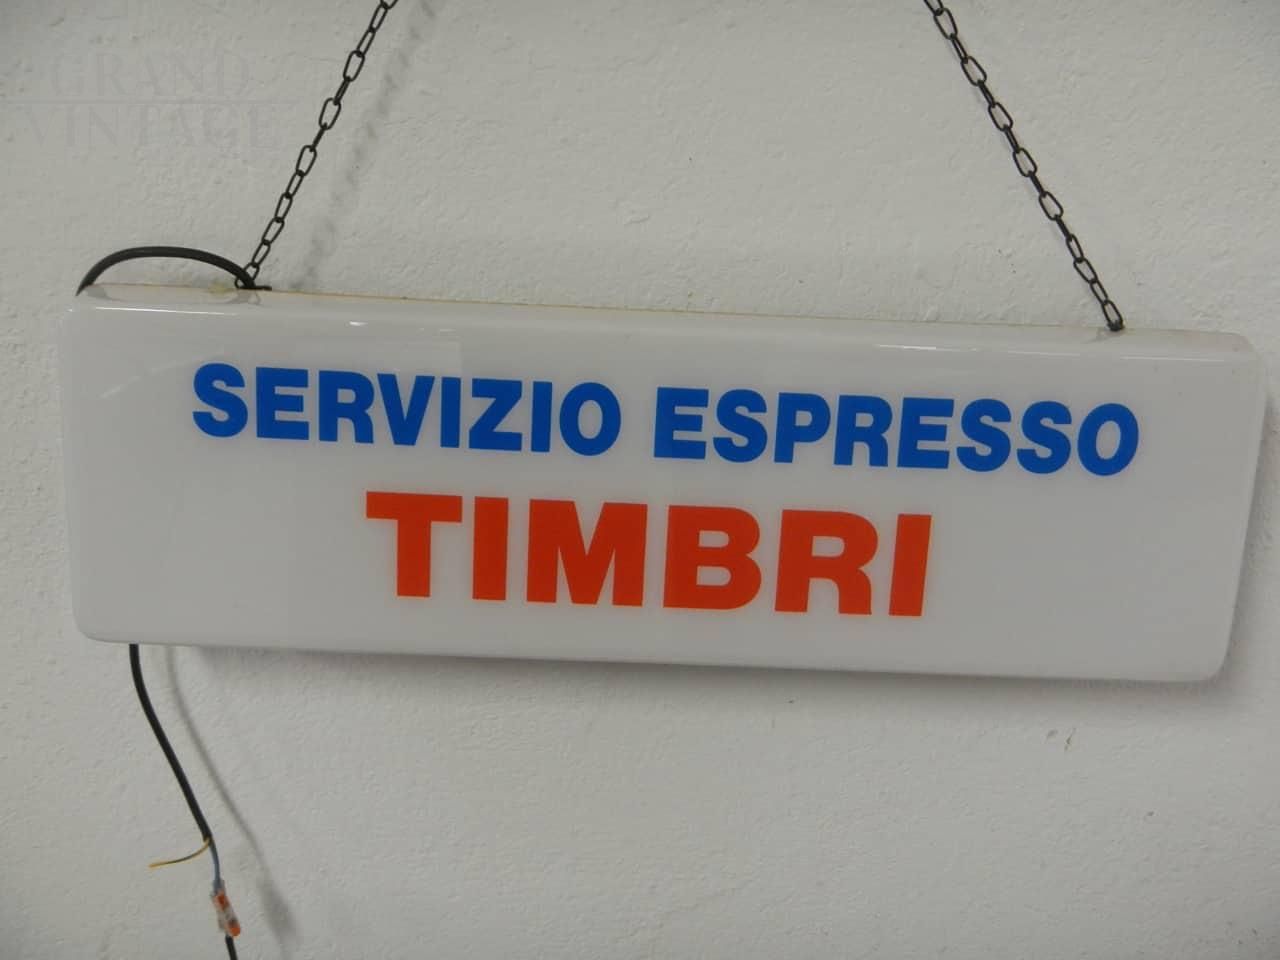 GRAND
VINTAGE
SERVIZIO ESPRESSO
TIMBRI